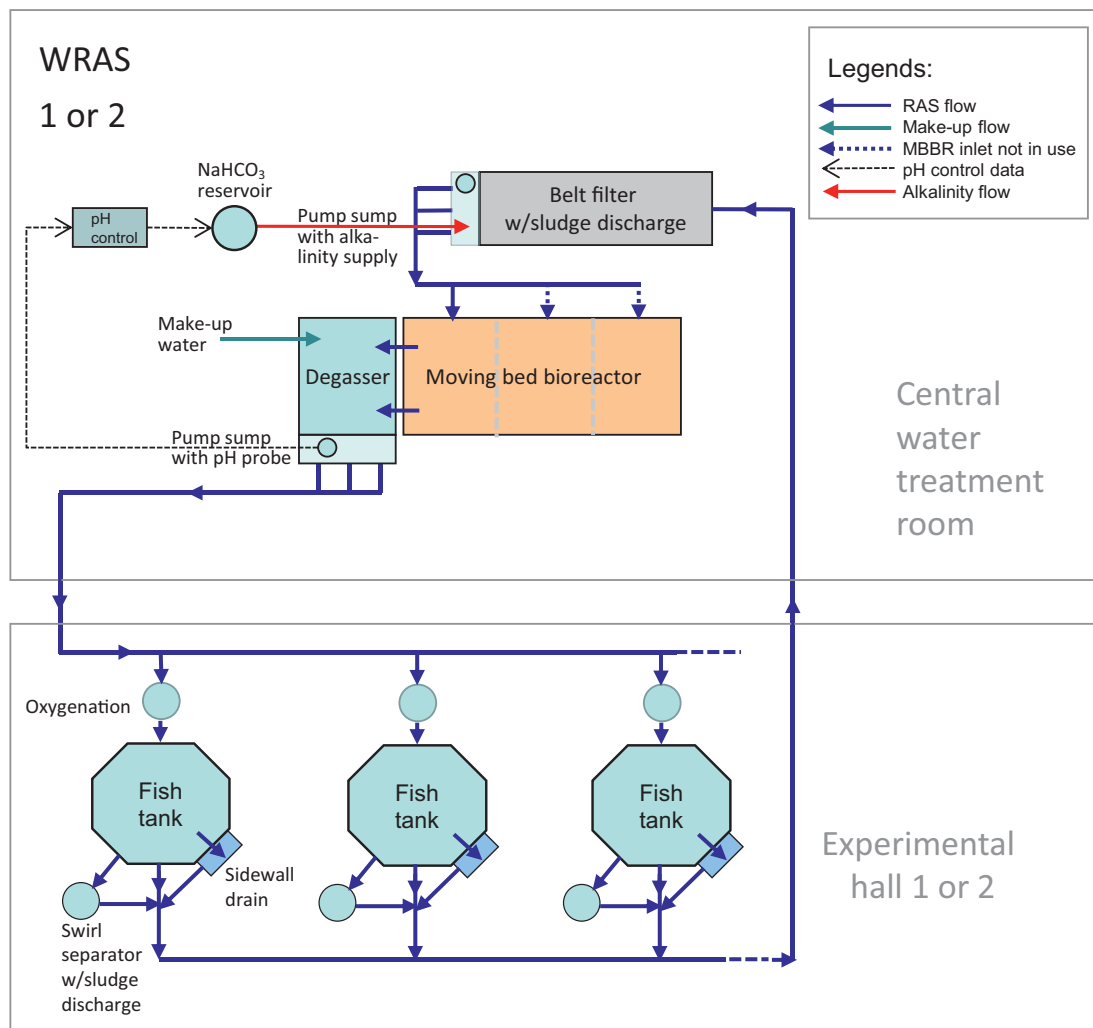 WRAS
1 or 2
Legends:
RAS flow
Make-up flow
MBBR inlet not in use
pH control data
Alkalinity flow
NaHCO₃
reservoir
pH
control
Pump sump
with alka-
linity supply
Belt filter
w/sludge discharge
Make-up
water
Degasser
Moving bed bioreactor
Pump sump
with pH probe
Central
water
treatment
room
Oxygenation
Fish
tank
Fish
tank
Fish
tank
Sidewall
drain
Swirl
separator
w/sludge
discharge
Experimental
hall 1 or 2